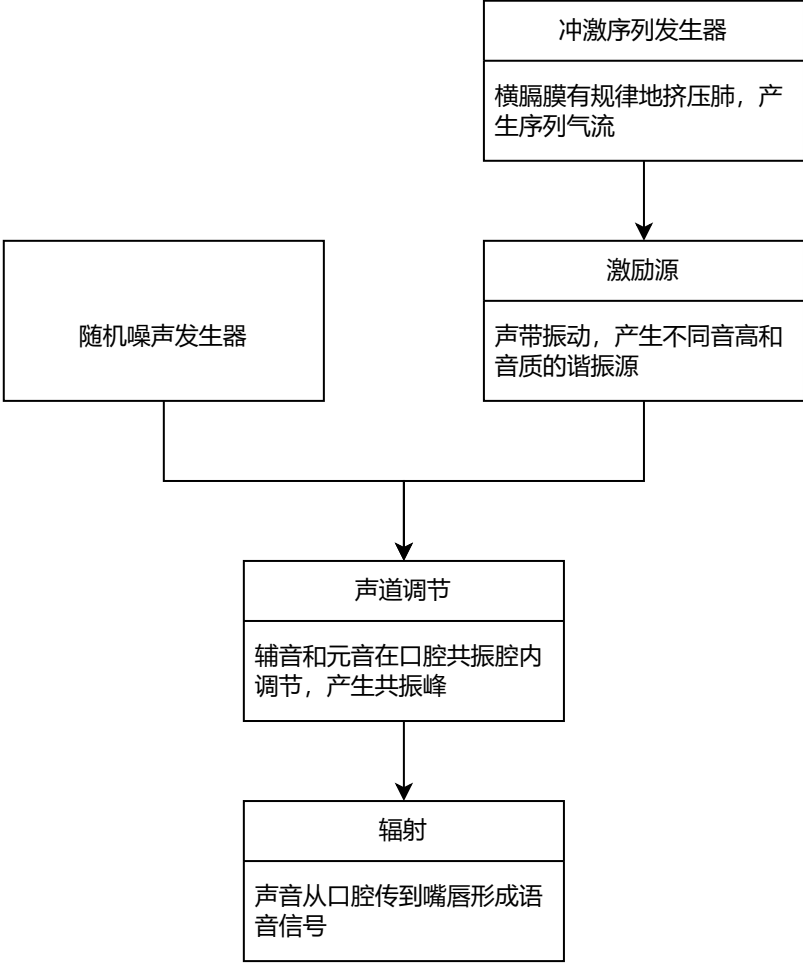 冲激序列发生器
横膈膜有规律地挤压肺，产
生序列气流
随机噪声发生器
激励源
声带振动，产生不同音高和
音质的谐振源
声道调节
辅音和元音在口腔共振腔内
调节，产生共振峰
辐射
声音从口腔传到嘴唇形成语
音信号